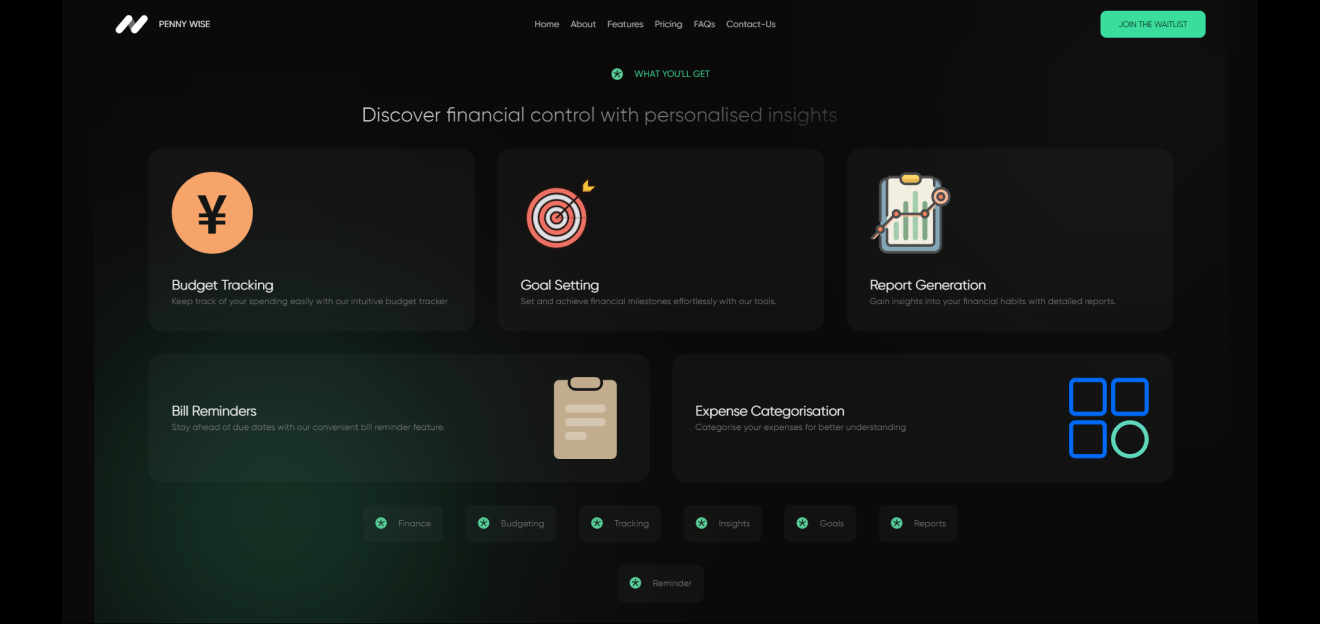 PENNY WISE
Home About Features Pricing FAQs Contact-Us
JOIN THE WAITLIST
WHAT YOU'LL GET
Discover financial control with personalised insights
¥
Budget Tracking
Keep track of your spending easily with our intuitive budget tracker
Goal Setting
Set and achieve financial milestones effortlessly with our tools.
Report Generation
Gain insights into your financial habits with detailed reports.
Bill Reminders
Stay ahead of due dates with our convenient bill reminder feature.
Expense Categorisation
Categorise your expenses for better understanding
Finance
Budgeting
Tracking
Insights
Goals
Reports
Reminder